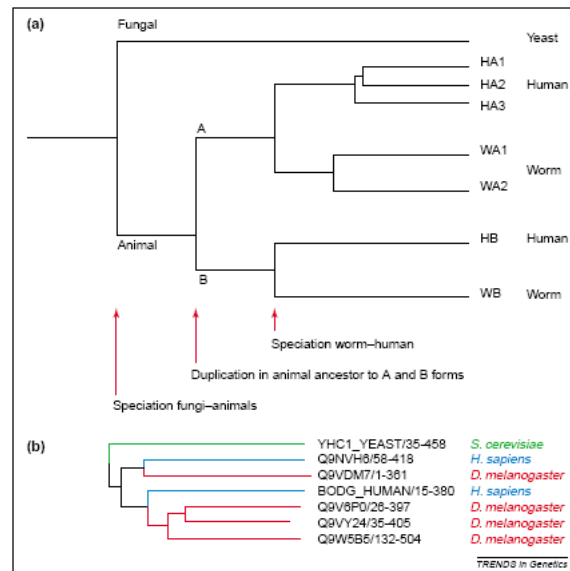 (a)
Fungal
Yeast
HA1
HA2 Human
HA3
A
WA1
Worm
WA2
HB Human
Animal
B
WB Worm
Speciation worm–human
Duplication in animal ancestor to A and B forms
Speciation fungi–animals
(b)
YHC1_YEAST/35-458 S. cerevisiae
Q9NVH6/58-418 H. sapiens
Q9VDM7/1-361 D. melanogaster
BODG_HUMAN/15-380 H. sapiens
Q9V6P0/26-397 D. melanogaster
Q9VY24/35-405 D. melanogaster
Q9W5B5/132-504 D. melanogaster
TRENDS in Genetics